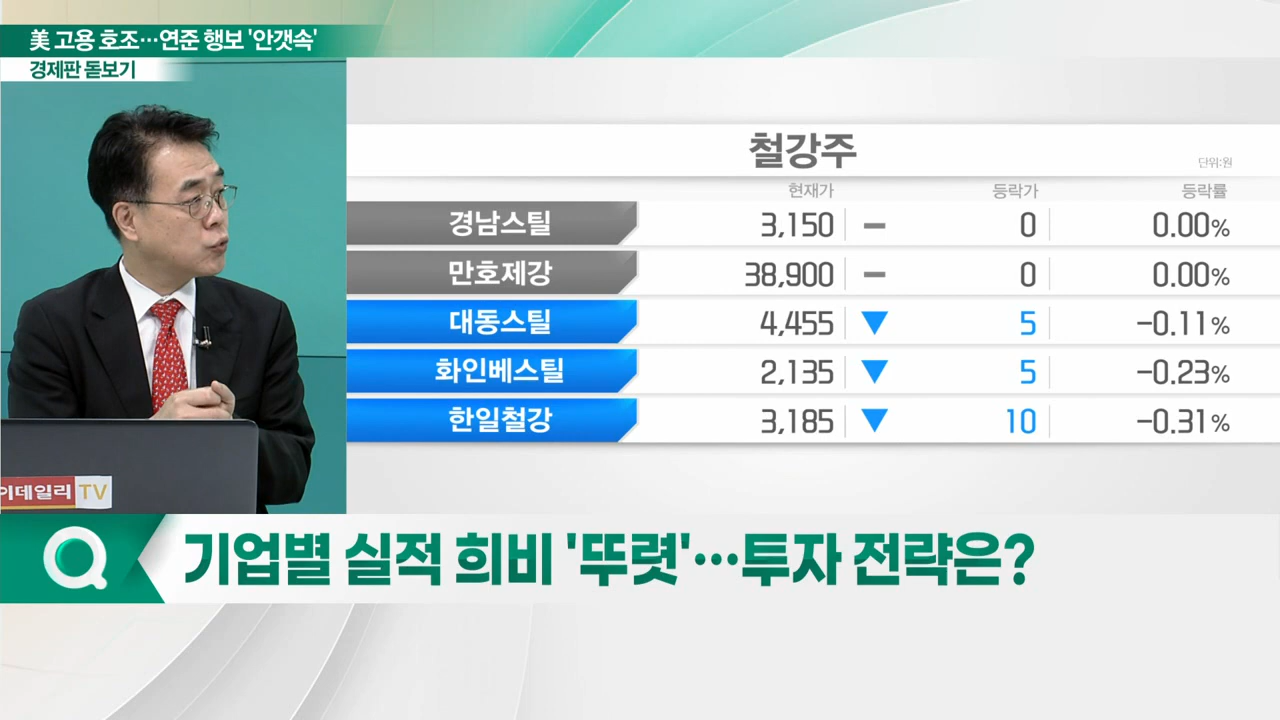 美 고용 호조…연준 행보 '안갯속'
경제판 돋보기
철강주
단위:원
현재가 등락가 등락률
경남스틸 3,150 − 0 0.00%
만호제강 38,900 − 0 0.00%
대동스틸 4,455 ▼ 5 -0.11%
화인베스틸 2,135 ▼ 5 -0.23%
한일철강 3,185 ▼ 10 -0.31%
이데일리 TV
Q 기업별 실적 희비 '뚜렷'…투자 전략은?